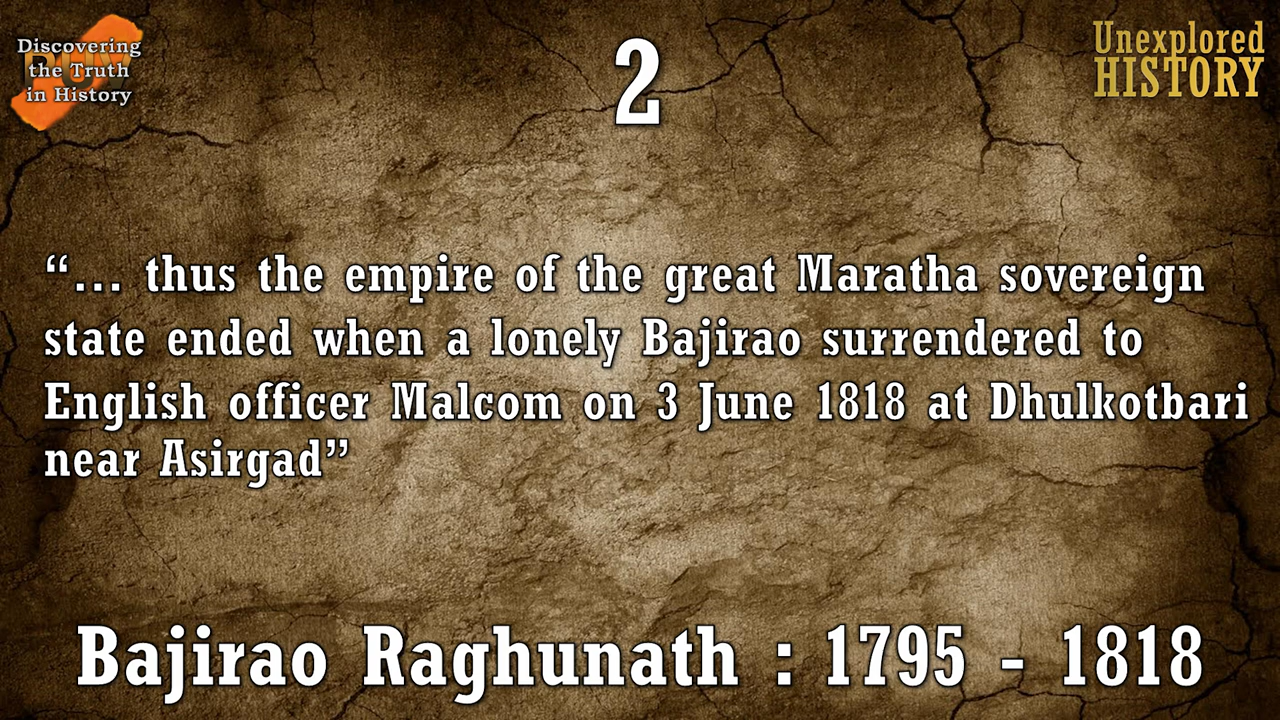 Discovering
the Truth
in History
Unexplored
HISTORY
2
“... thus the empire of the great Maratha sovereign
state ended when a lonely Bajirao surrendered to
English officer Malcom on 3 June 1818 at Dhulkotbari
near Asirgad”
Bajirao Raghunath : 1795 - 1818